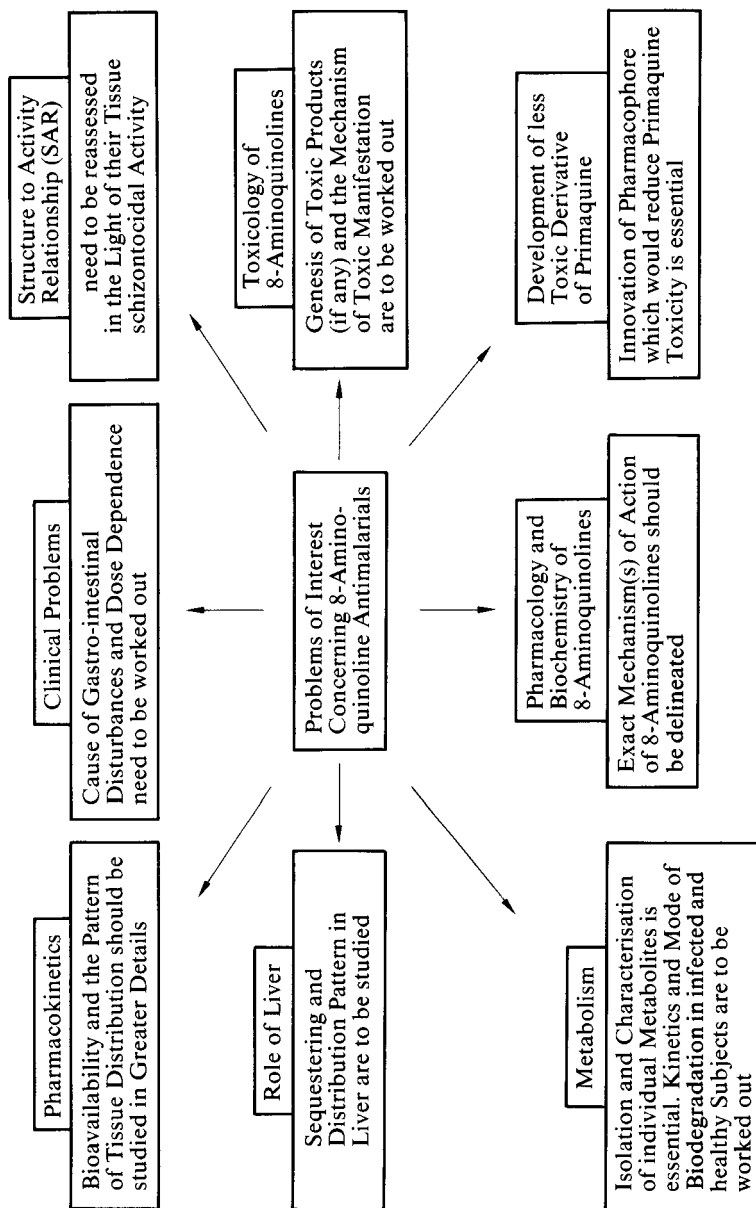 Pharmacokinetics
Bioavailability and the Pattern
of Tissue Distribution should be
studied in Greater Details
Clinical Problems
Cause of Gastro-intestinal
Disturbances and Dose Dependence
need to be worked out
Structure to Activity
Relationship (SAR)
need to be reassessed
in the Light of their Tissue
schizontocidal Activity
Role of Liver
Sequestering and
Distribution Pattern in
Liver are to be studied
Problems of Interest
Concerning 8-Amino-
quinoline Antimalarials
Toxicology of
8-Aminoquinolines
Genesis of Toxic Products
(if any) and the Mechanism
of Toxic Manifestation
are to be worked out
Metabolism
Isolation and Characterisation
of individual Metabolites is
essential. Kinetics and Mode of
Biodegradation in infected and
healthy Subjects are to be
worked out
Pharmacology and
Biochemistry of
8-Aminoquinolines
Exact Mechanism(s) of Action
of 8-Aminoquinolines should
be delineated
Development of less
Toxic Derivative
of Primaquine
Innovation of Pharmacophore
which would reduce Primaquine
Toxicity is essential